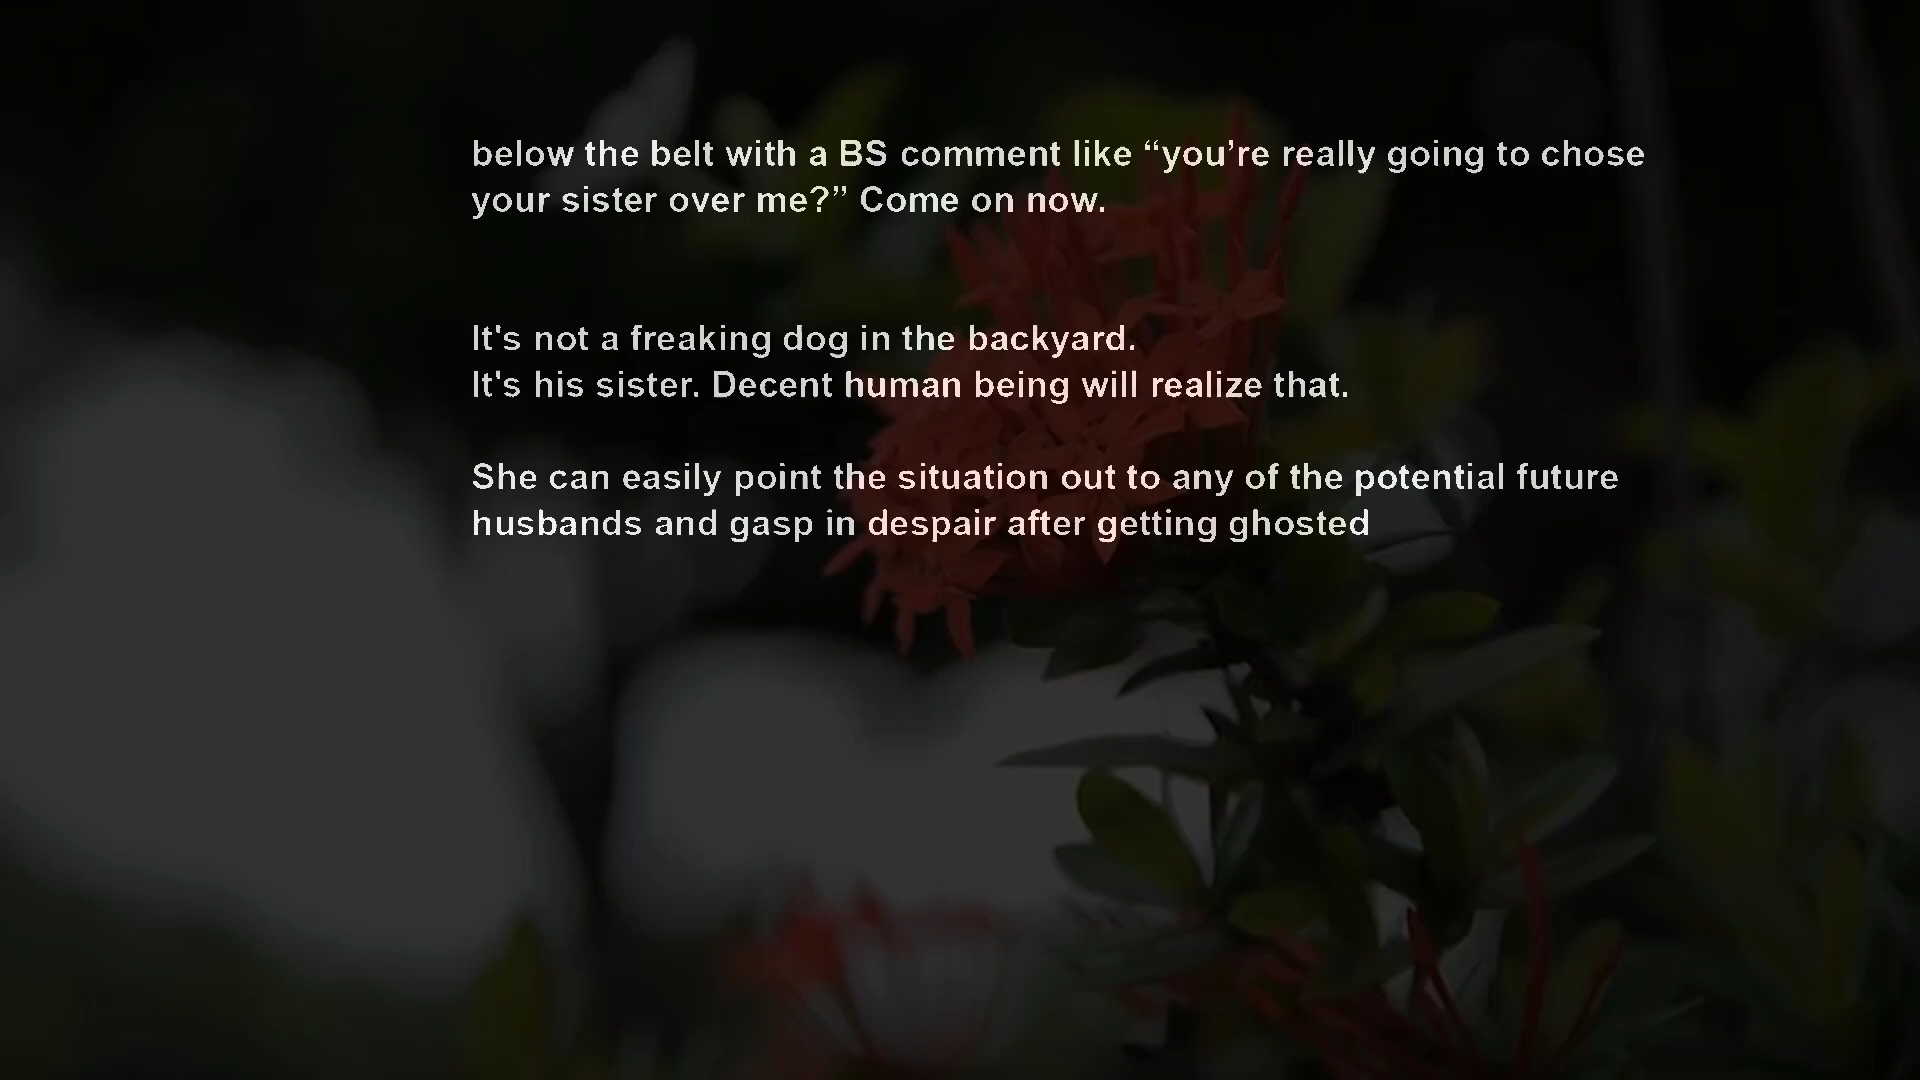 below the belt with a BS comment like “you’re really going to chose
your sister over me?” Come on now.
It's not a freaking dog in the backyard.
It's his sister. Decent human being will realize that.
She can easily point the situation out to any of the potential future
husbands and gasp in despair after getting ghosted